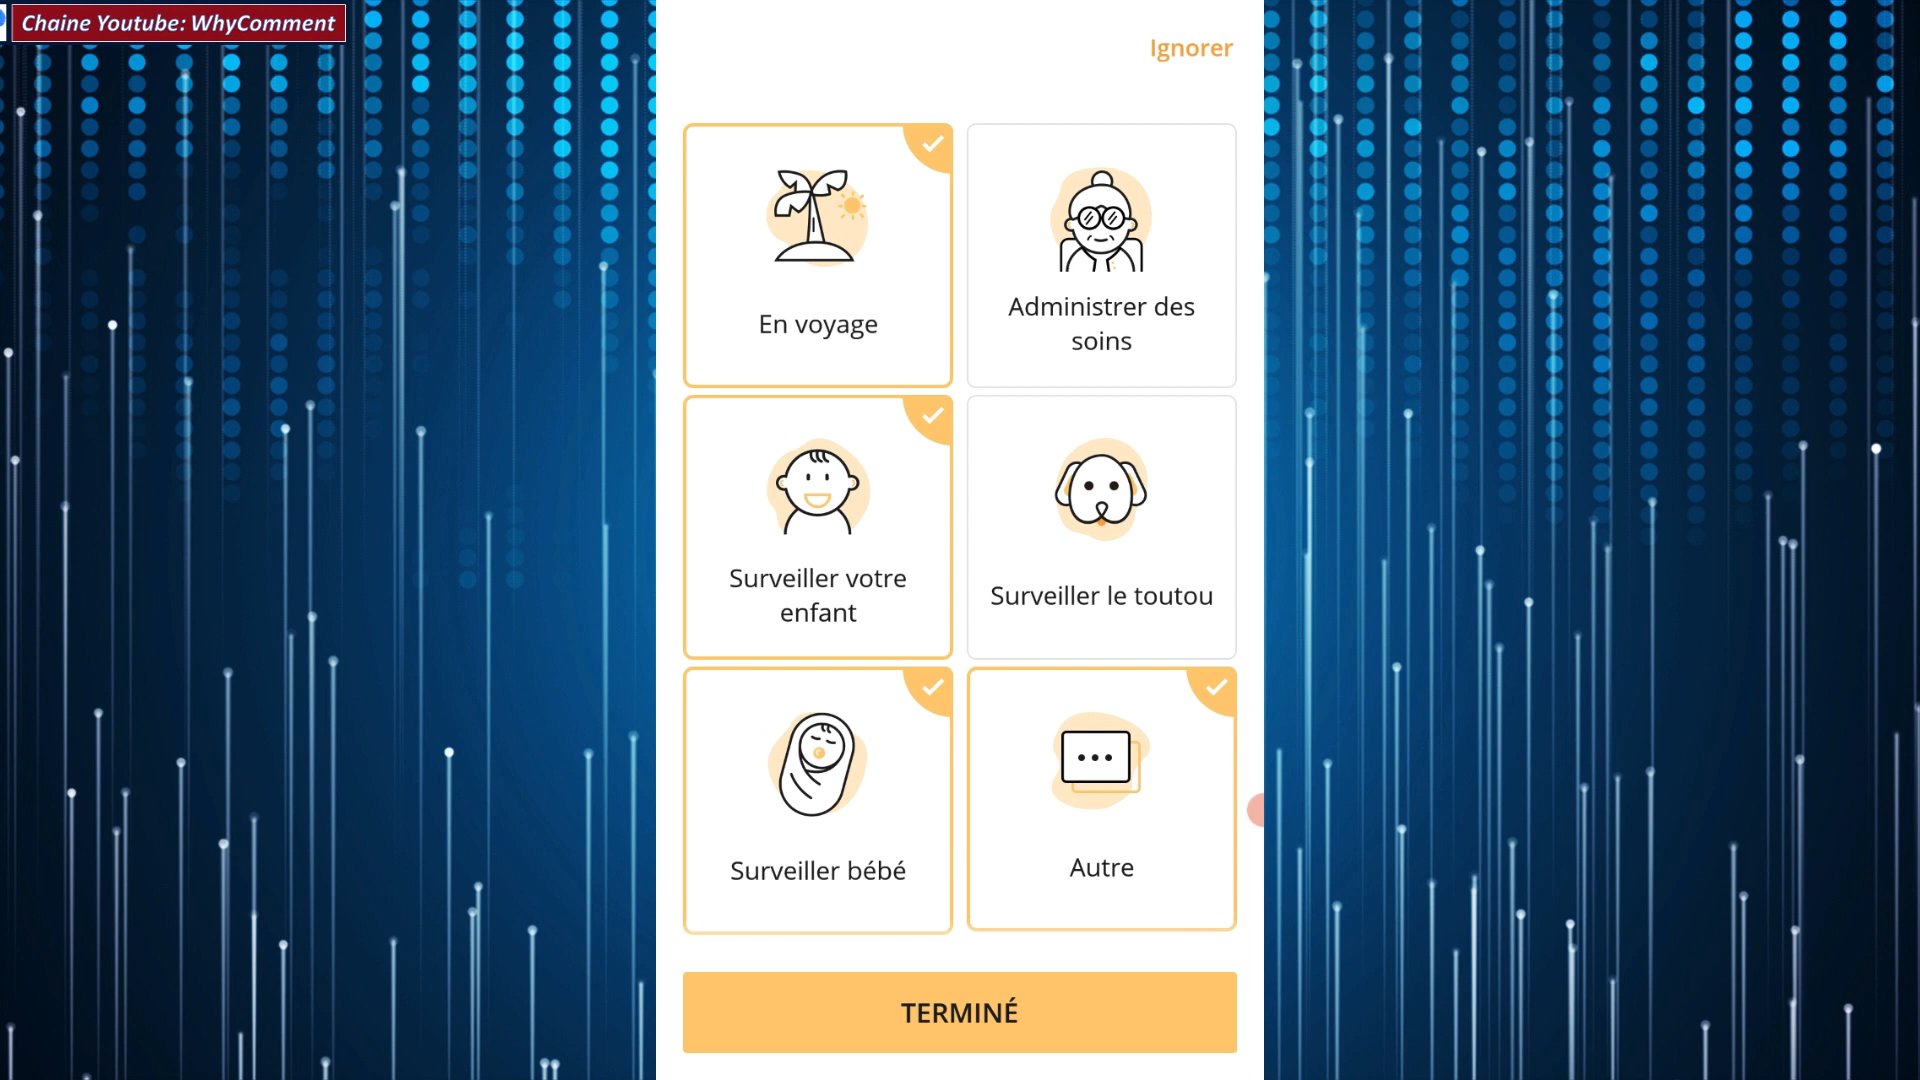 Chaine Youtube: WhyComment
Ignorer
En voyage
Administrer des
soins
Surveiller votre
enfant
Surveiller le toutou
Surveiller bébé
Autre
TERMINÉ